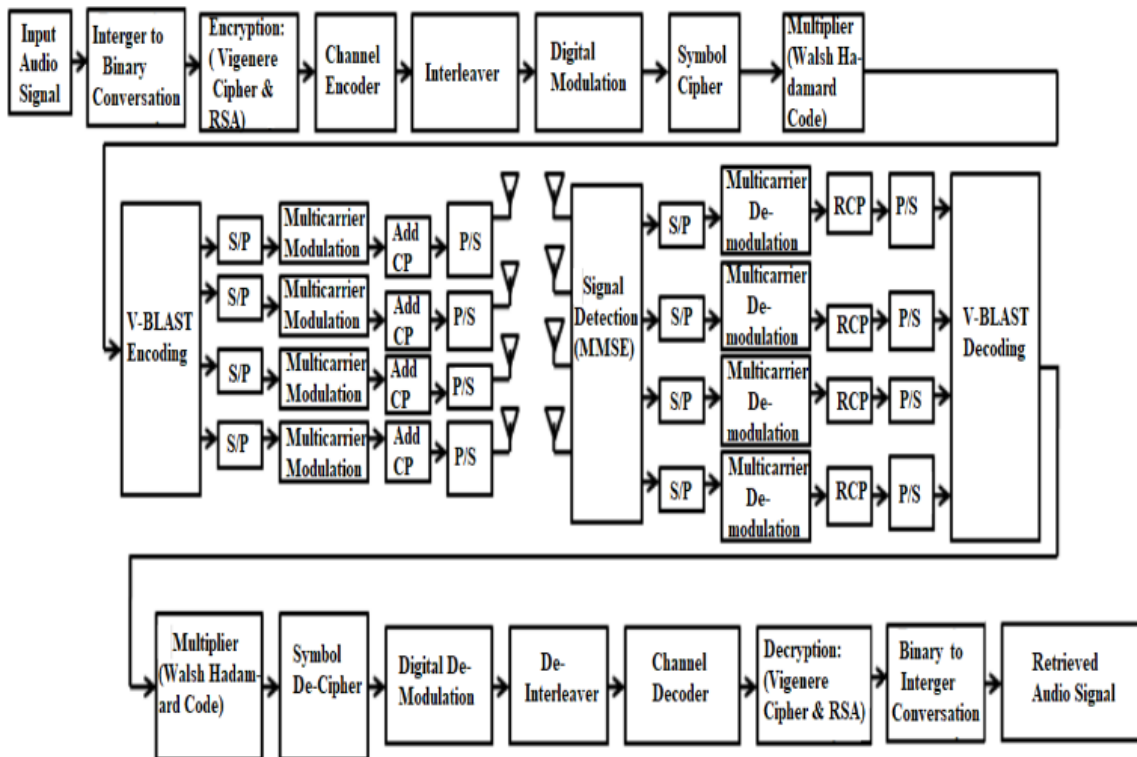 Input
Audio
Signal
Interger to
Binary
Conversation
Encryption:
( Vigenere
Cipher &
RSA)
Channel
Encoder
Interleaver
Digital
Modulation
Symbol
Cipher
Multiplier
(Walsh Ha-
damard
Code)
V-BLAST
Encoding
S/P
Multicarrier
Modulation
Add
CP
P/S
S/P
Multicarrier
Modulation
Add
CP
P/S
S/P
Multicarrier
Modulation
Add
CP
P/S
S/P
Multicarrier
Modulation
Add
CP
P/S
Signal
Detection
(MMSE)
S/P
Multicarrier
De-
modulation
RCP
P/S
S/P
Multicarrier
De-
modulation
RCP
P/S
S/P
Multicarrier
De-
modulation
RCP
P/S
S/P
Multicarrier
De-
modulation
RCP
P/S
V-BLAST
Decoding
Multiplier
(Walsh Hadam-
ard Code)
Symbol
De-Cipher
Digital De-
Modulation
De-
Interleaver
Channel
Decoder
Decryption:
(Vigenere
Cipher & RSA)
Binary to
Interger
Conversation
Retrieved
Audio Signal